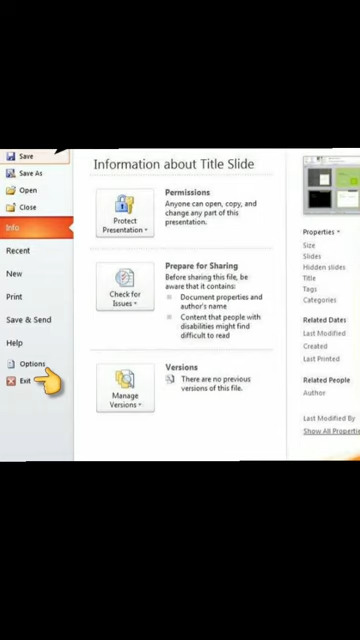 Save
Save As
Open
Close
Info
Recent
New
Print
Save & Send
Help
Options
Exit
Information about Title Slide
Protect
Presentation
Permissions
Anyone can open, copy, and
change any part of this
presentation.
Check for
Issues
Prepare for Sharing
Before sharing this file, be
aware that it contains:
Document properties and
author's name
Content that people with
disabilities might find
difficult to read
Manage
Versions
Versions
There are no previous
versions of this file.
Properties
Size
Slides
Hidden slides
Title
Tags
Categories
Related Dates
Last Modified
Created
Last Printed
Related People
Author
Last Modified By
Show All Propertie